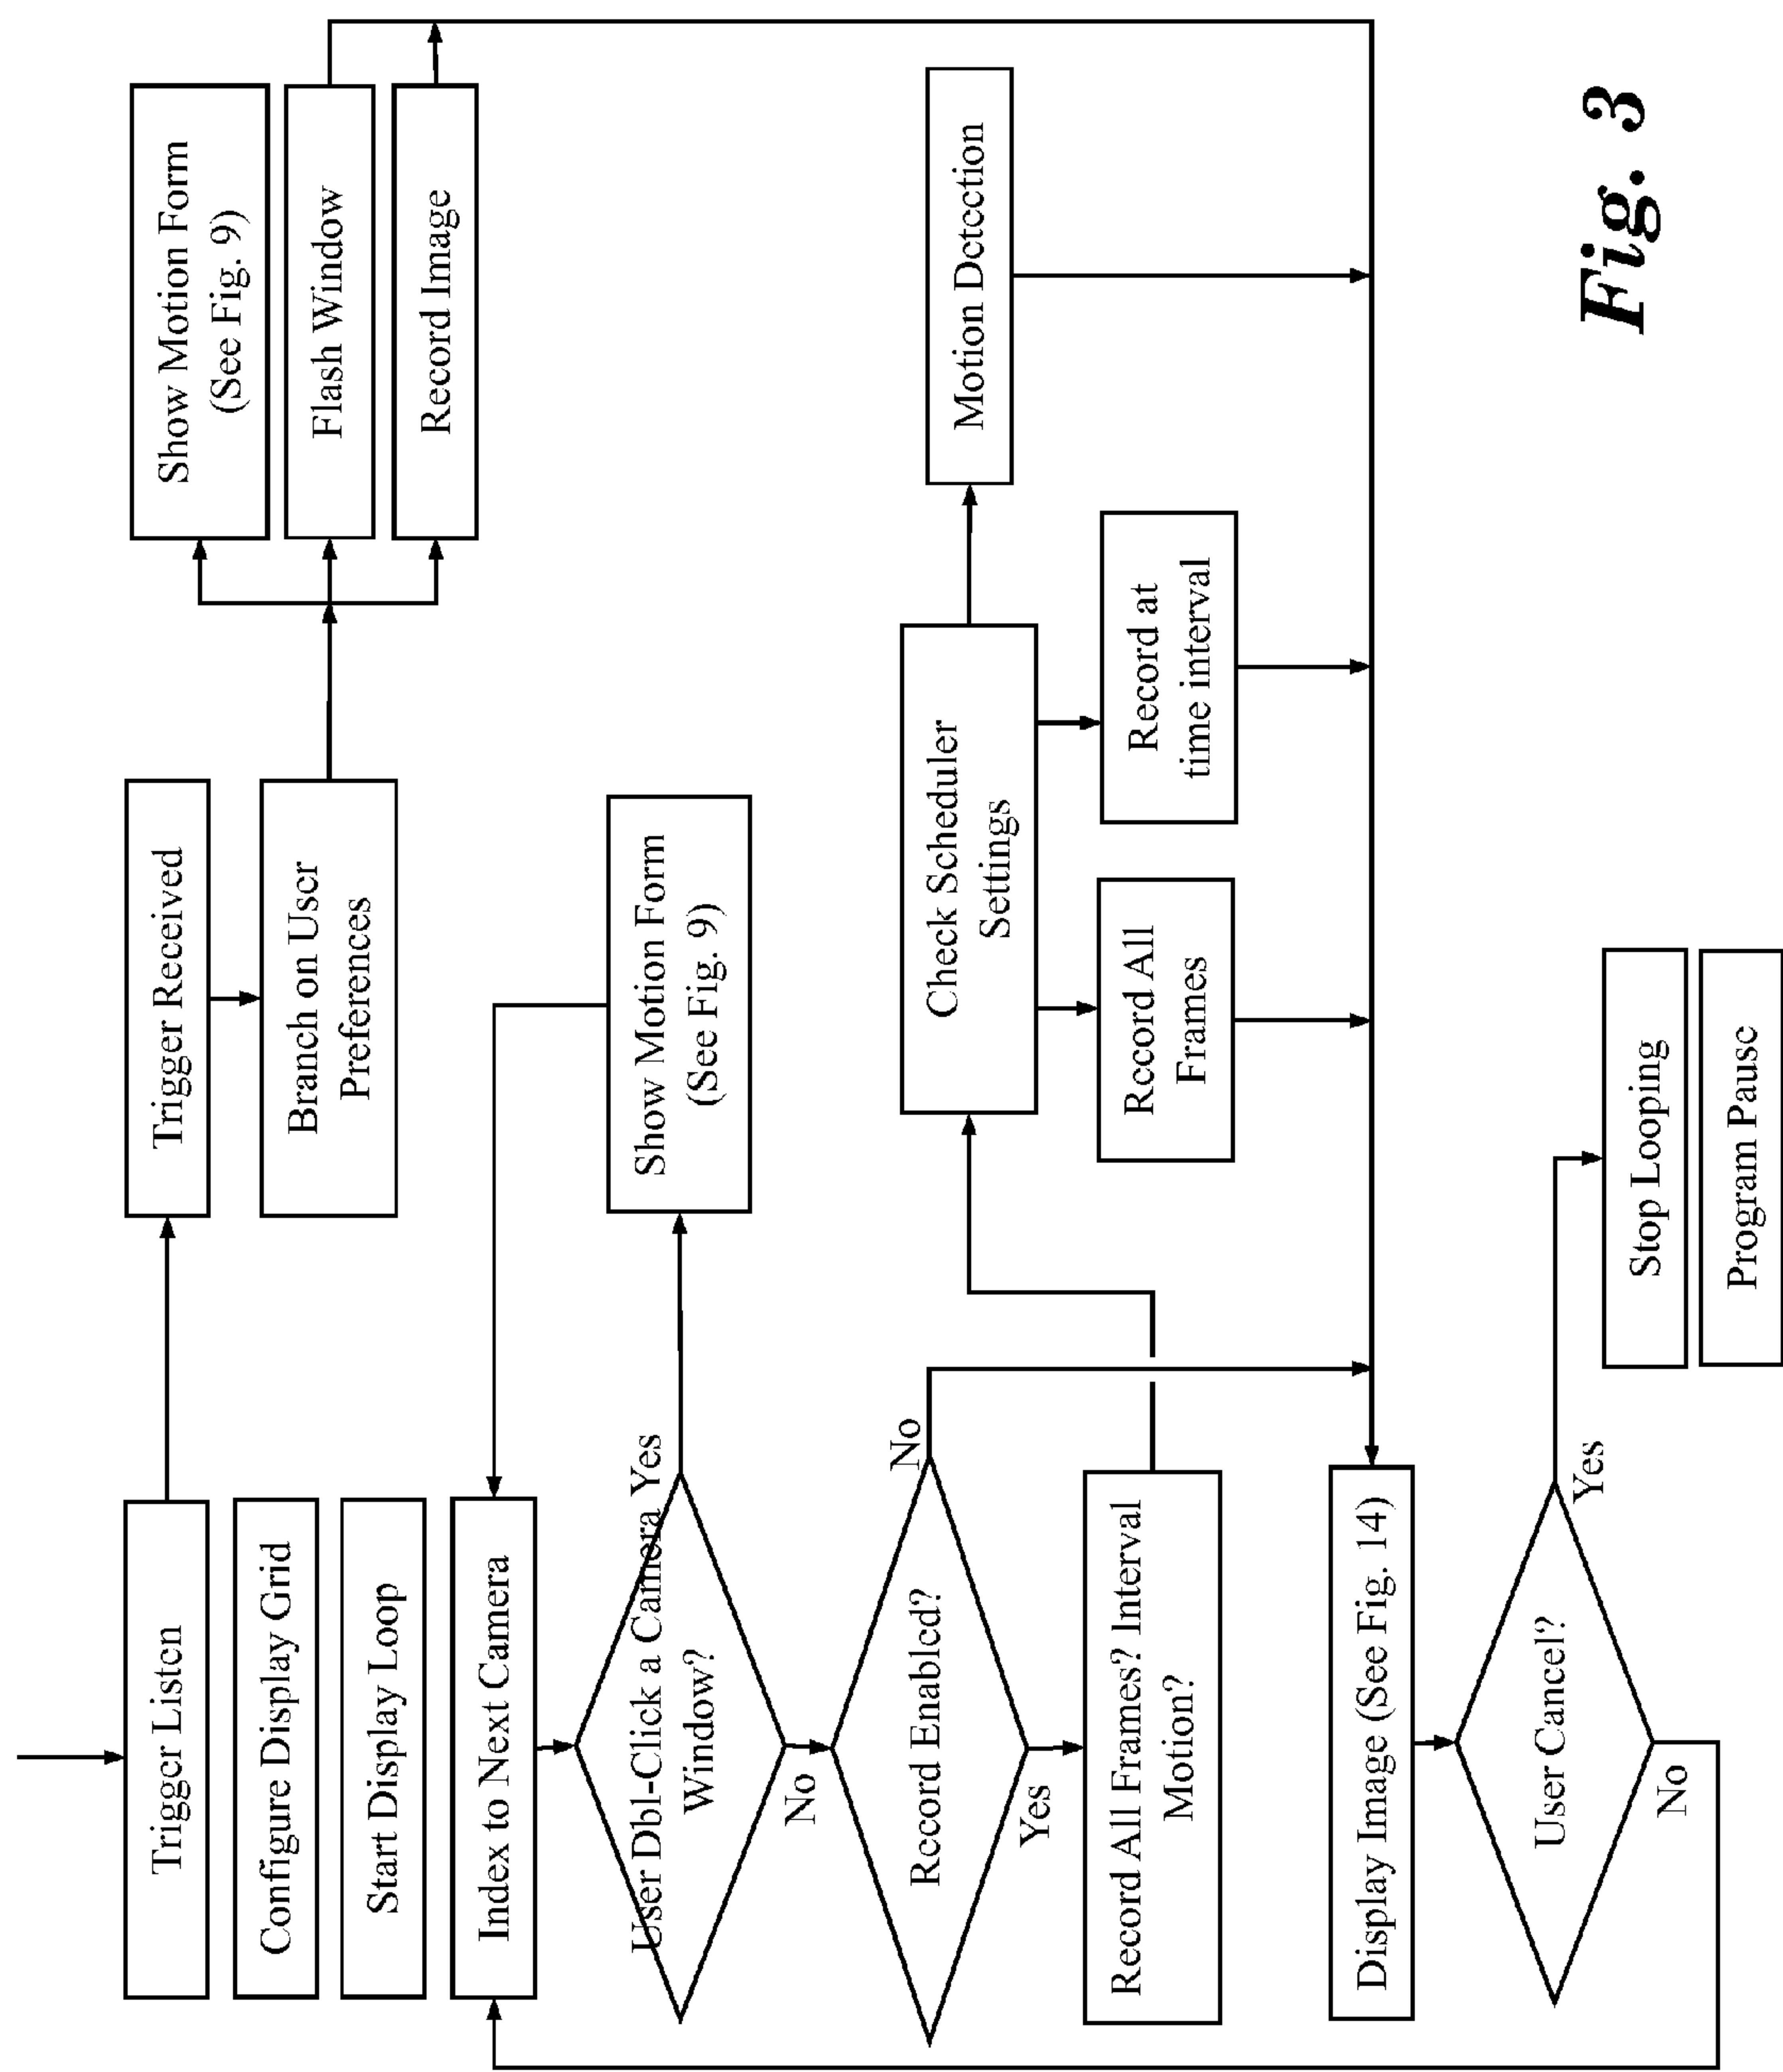 Trigger Listen
Configure Display Grid
Start Display Loop
Index to Next Camera
User Dbl-Click a Camera Yes
Window?
No
Record Enabled?
No
Yes
Record All Frames? Interval
Motion?
Display Image (See Fig. 14)
User Cancel?
Yes
No
Trigger Received
Branch on User
Preferences
Show Motion Form
(See Fig. 9)
Check Scheduler
Settings
Record All
Frames
Record at
time interval
Motion Detection
Stop Looping
Program Pause
Show Motion Form
(See Fig. 9)
Flash Window
Record Image
Fig. 3